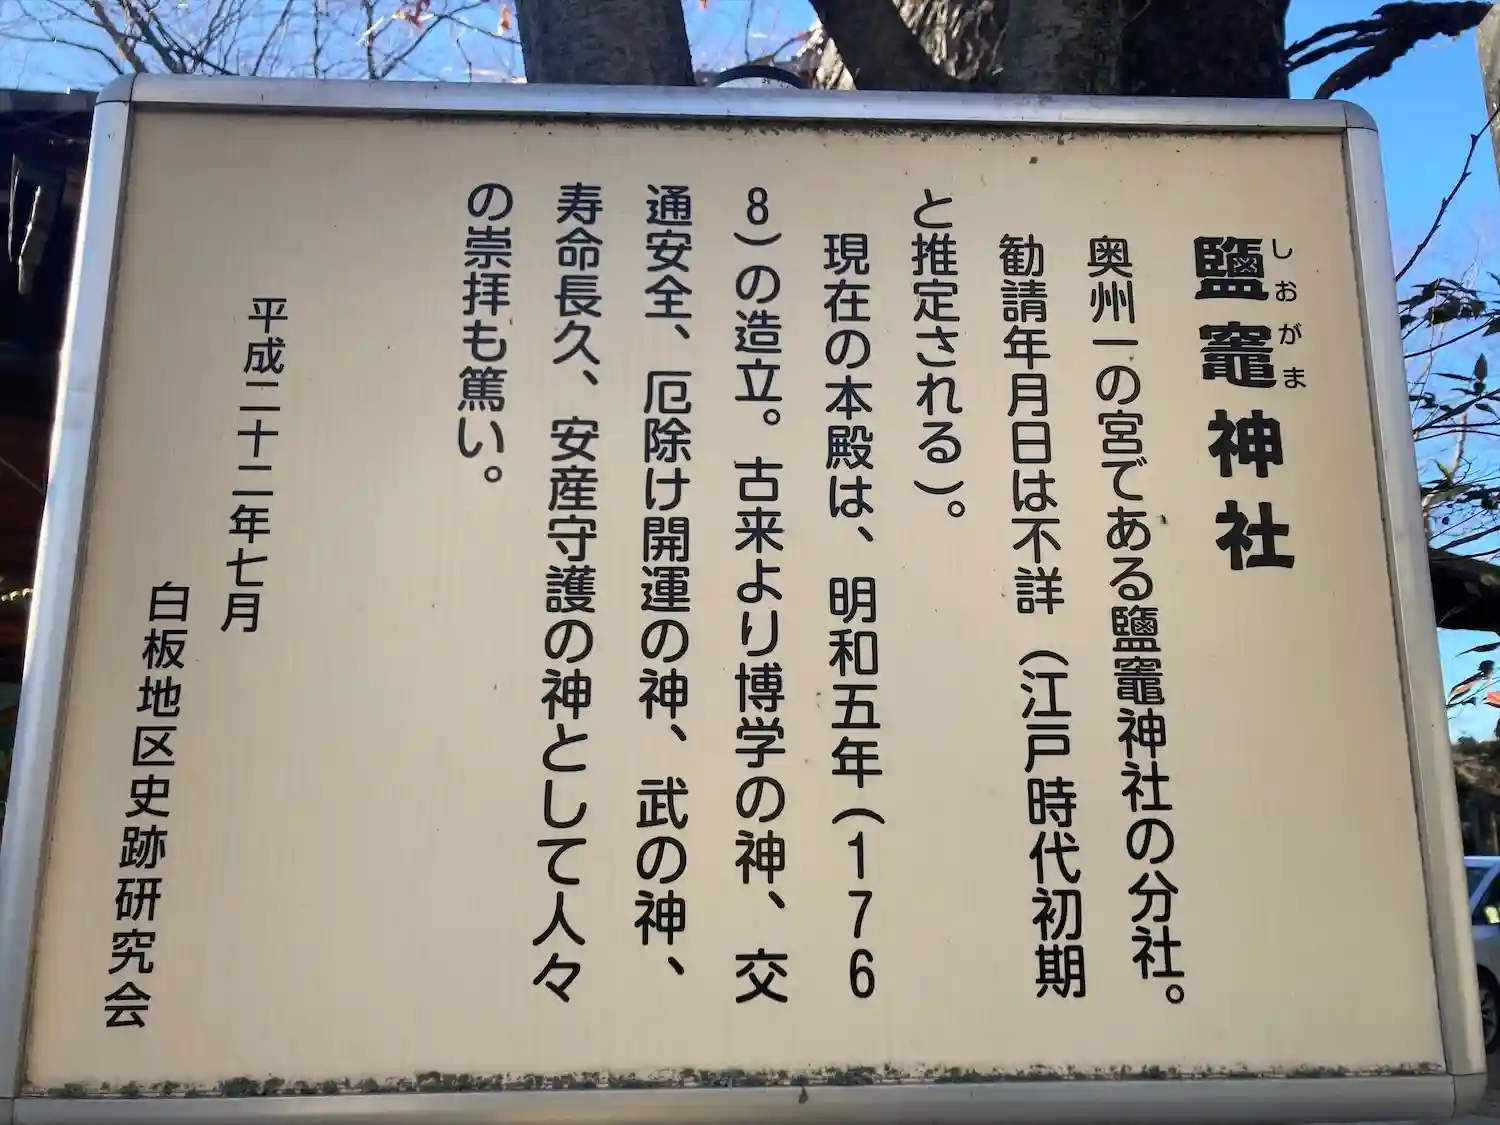 鹽竈神社
しおがま
奥州一の宮である鹽竈神社の分社。
勧請年月日は不詳（江戸時代初期
と推定される）。
現在の本殿は、明和五年（176
8）の造立。古来より博学の神、交
通安全、厄除け開運の神、武の神、
寿命長久、安産守護の神として人々
の崇拝も篤い。
平成二十二年七月
白板地区史跡研究会